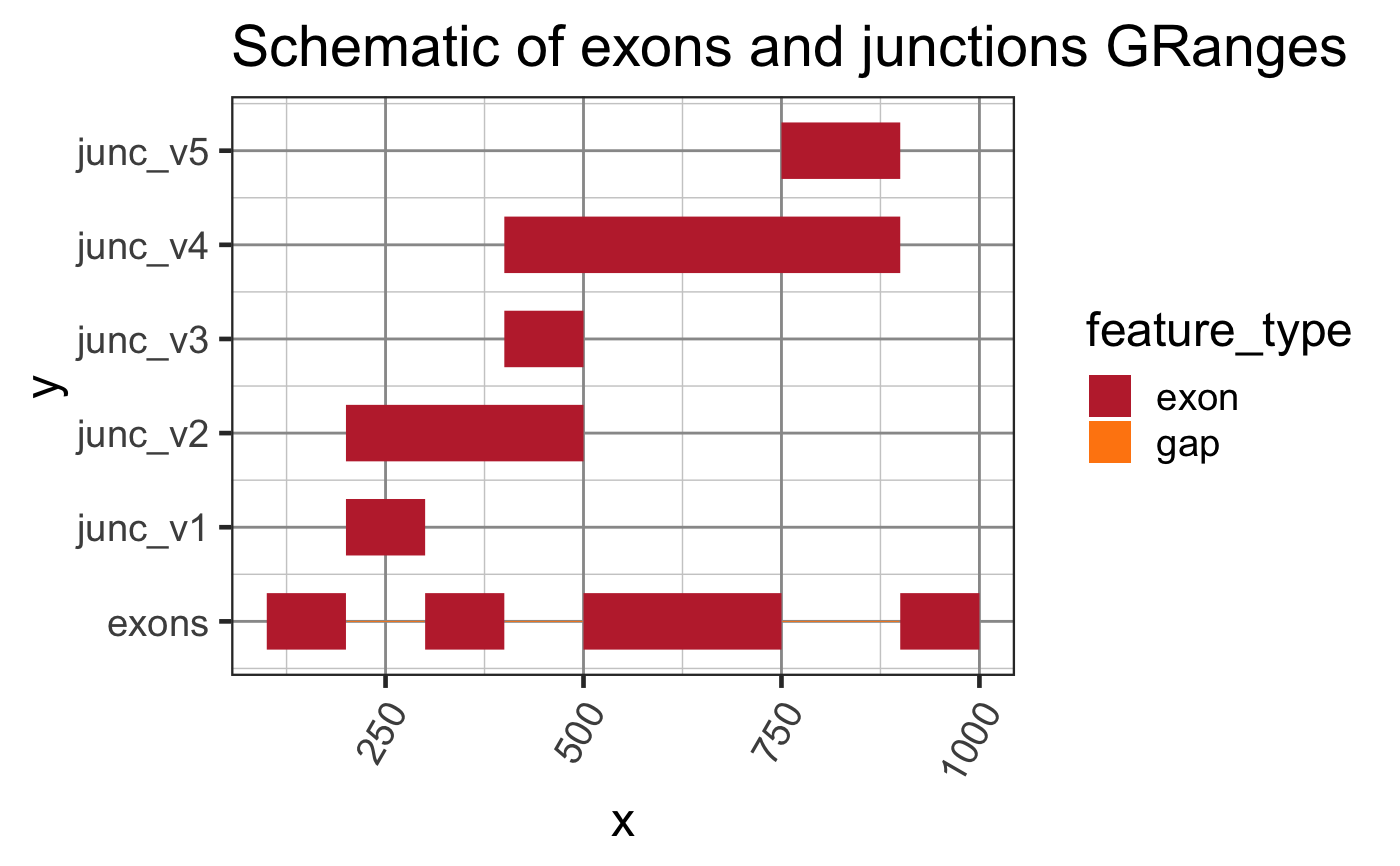 Schematic of exons and junctions GRanges
junc_v5
junc_v4
junc_v3
junc_v2
junc_v1
exons
y
250
500
750
1000
x
feature_type
exon
gap